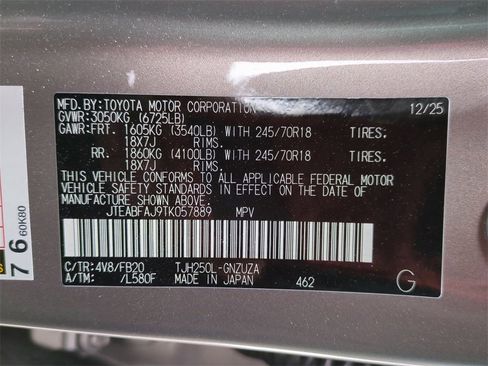 MFD.BY:TOYOTA MOTOR CORPORATION 12/25
GVWR:3050KG (6725LB)
GAWR:FRT. 1605KG (3540LB) WITH 245/70R18 TIRES.
18X7J RIMS.
RR. 1860KG (4100LB) WITH 245/70R18 TIRES.
18X7J RIMS.
THIS VEHICLE CONFORMS TO ALL APPLICABLE FEDERAL MOTOR
VEHICLE SAFETY STANDARDS IN EFFECT ON THE DATE
OF MANUFACTURE SHOWN ABOVE.
JTEABFAJ9TK057889 MPV
C/TR:4V8/FB20 TJH250L-GNZUZA
A/TM: /L580F MADE IN JAPAN 462 G
76
60K80